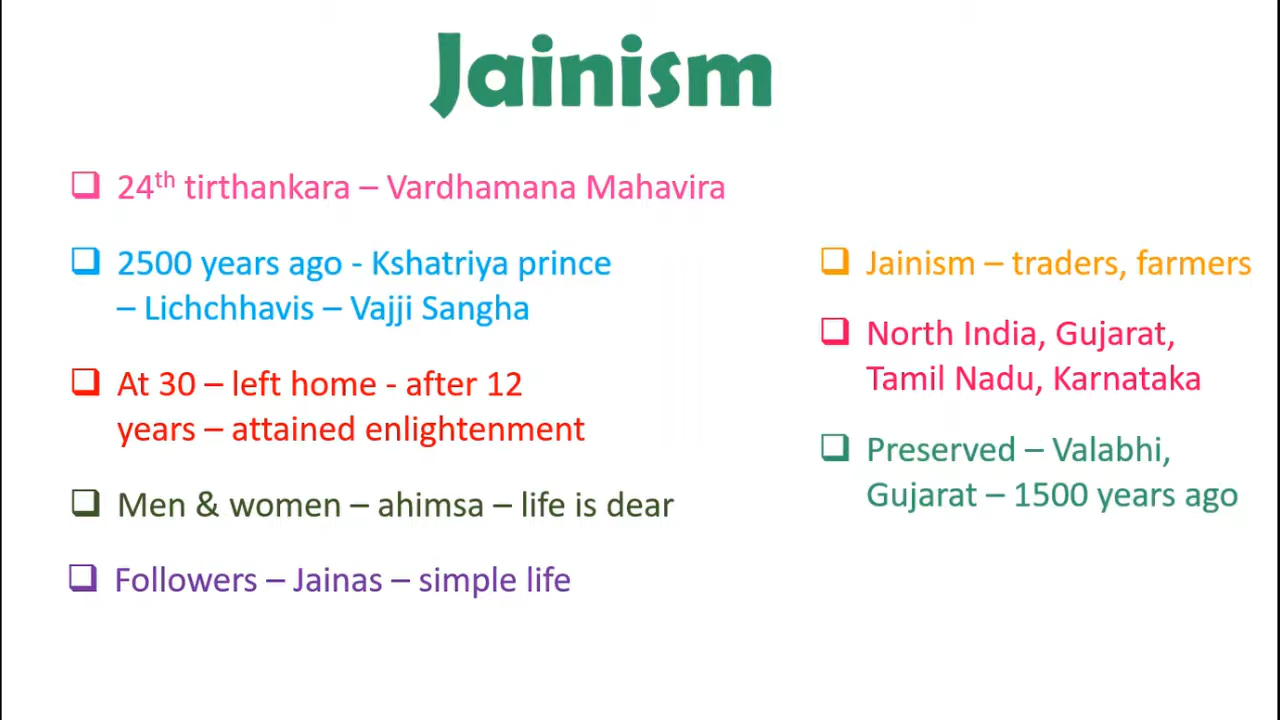 Jainism
❑ 24th tirthankara – Vardhamana Mahavira
❑ 2500 years ago - Kshatriya prince
– Lichchhavis – Vajji Sangha
❑ At 30 – left home - after 12
years – attained enlightenment
❑ Men & women – ahimsa – life is dear
❑ Followers – Jainas – simple life
❑ Jainism – traders, farmers
❑ North India, Gujarat,
Tamil Nadu, Karnataka
❑ Preserved – Valabhi,
Gujarat – 1500 years ago